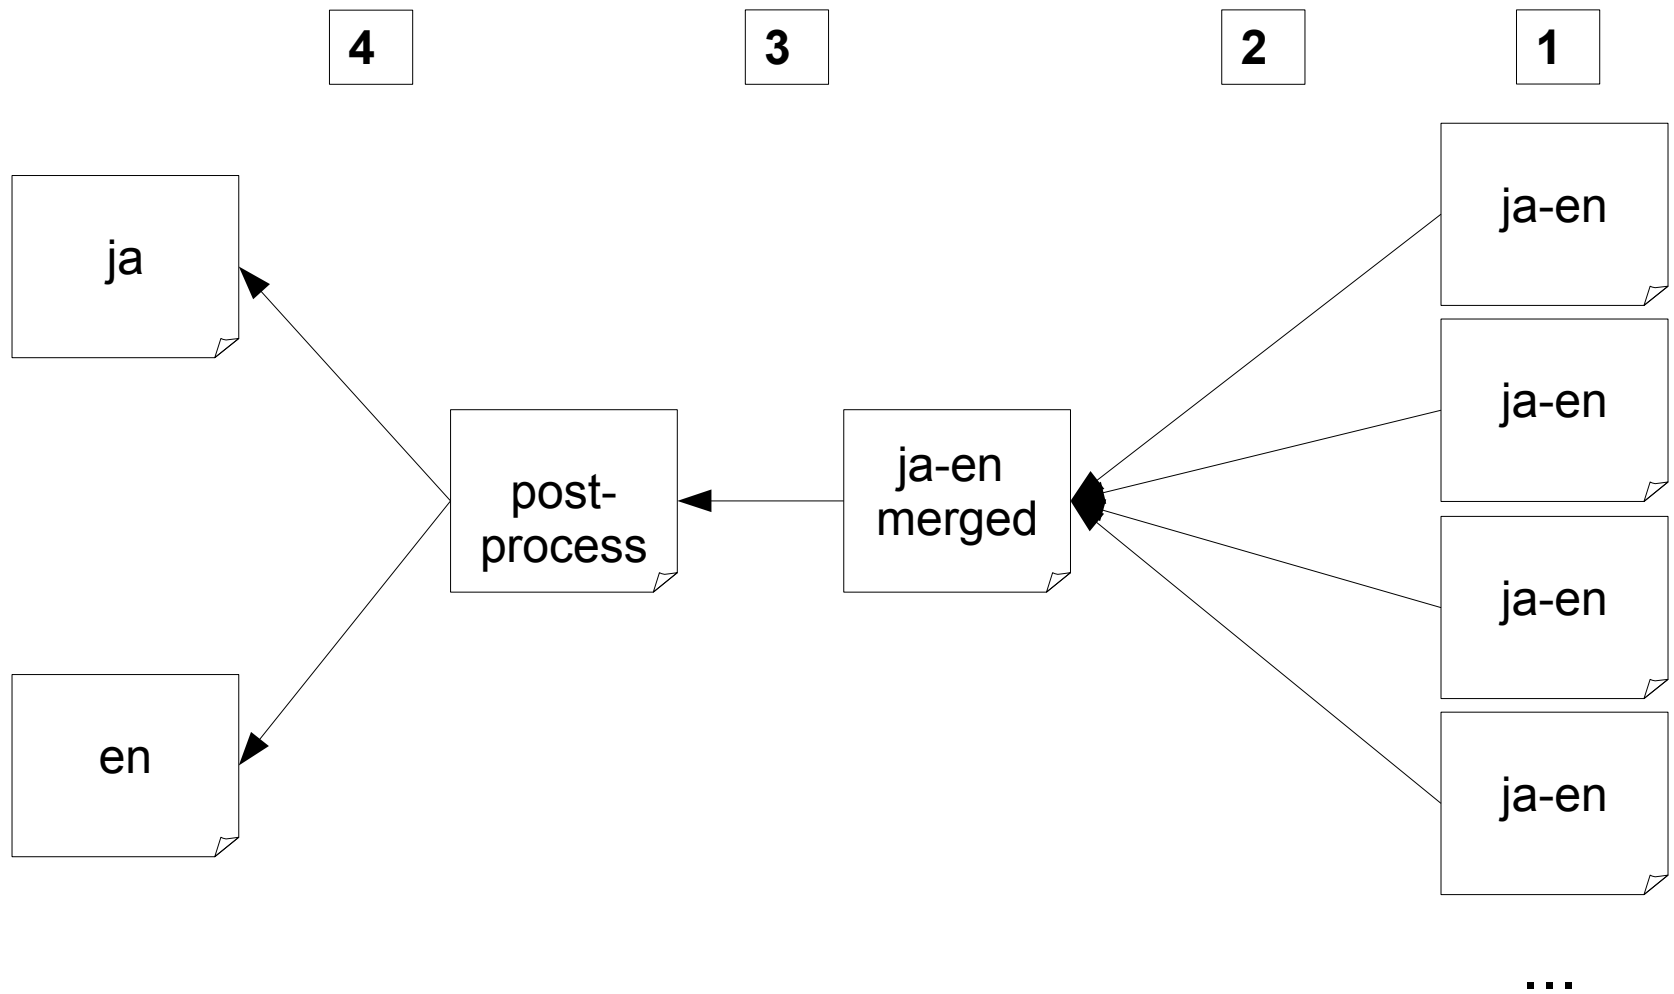 4
3
2
1
ja
en
post-
process
ja-en
merged
ja-en
ja-en
ja-en
ja-en
...